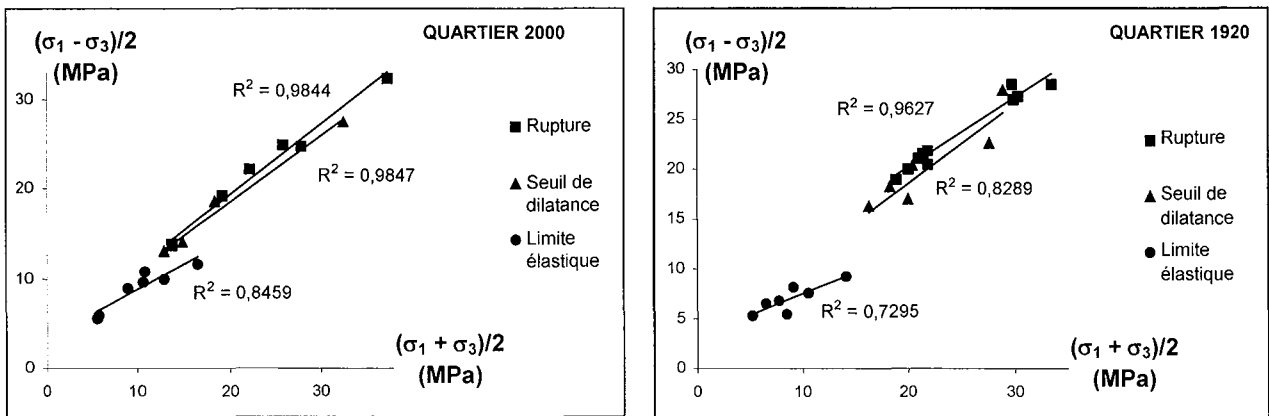 QUARTIER 2000
(σ1 - σ3)/2
(MPa)
30
20
10
0
0
10
20
30
R² = 0,9844
R² = 0,9847
R² = 0,8459
Rupture
Seuil de
dilatance
Limite
élastique
(σ1 + σ3)/2
(MPa)
QUARTIER 1920
(σ1 - σ3)/2
(MPa)
30
25
20
15
10
5
0
0
10
20
30
R² = 0,9627
R² = 0,8289
R² = 0,7295
Rupture
Seuil de
dilatance
Limite
élastique
(σ1 + σ3)/2
(MPa)